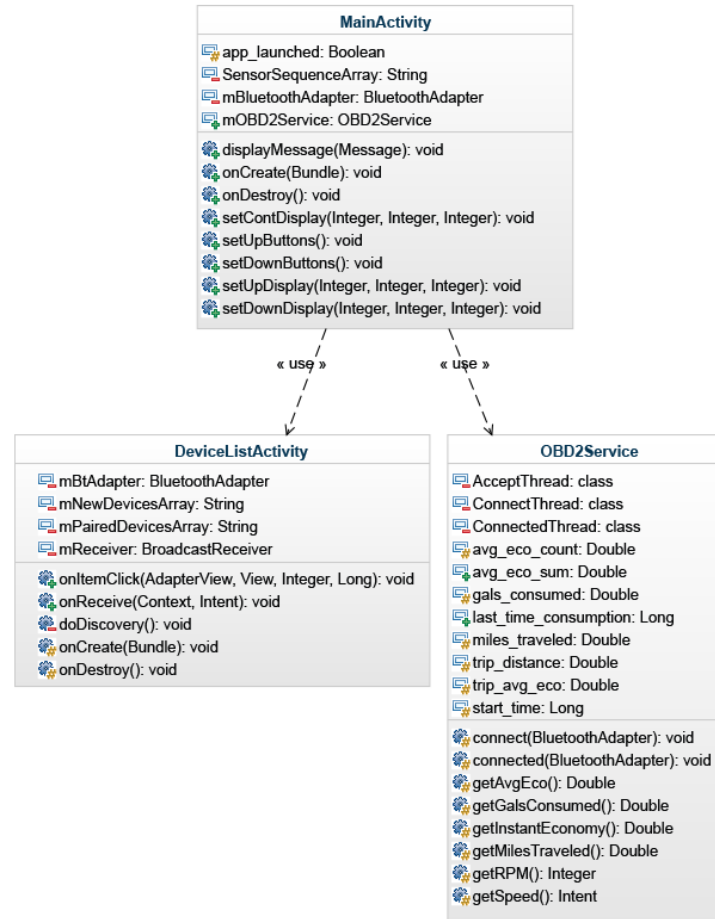 MainActivity
app_launched: Boolean
SensorSequenceArray: String
mBluetoothAdapter: BluetoothAdapter
mOBD2Service: OBD2Service
displayMessage(Message): void
onCreate(Bundle): void
onDestroy(): void
setContDisplay(Integer, Integer, Integer): void
setUpButtons(): void
setDownButtons(): void
setUpDisplay(Integer, Integer, Integer): void
setDownDisplay(Integer, Integer, Integer): void
« use »
« use »
DeviceListActivity
mBtAdapter: BluetoothAdapter
mNewDevicesArray: String
mPairedDevicesArray: String
mReceiver: BroadcastReceiver
onItemClick(AdapterView, View, Integer, Long): void
onReceive(Context, Intent): void
doDiscovery(): void
onCreate(Bundle): void
onDestroy(): void
OBD2Service
AcceptThread: class
ConnectThread: class
ConnectedThread: class
avg_eco_count: Double
avg_eco_sum: Double
gals_consumed: Double
last_time_consumption: Long
miles_traveled: Double
trip_distance: Double
trip_avg_eco: Double
start_time: Long
connect(BluetoothAdapter): void
connected(BluetoothAdapter): void
getAvgEco(): Double
getGalsConsumed(): Double
getInstantEconomy(): Double
getMilesTraveled(): Double
getRPM(): Integer
getSpeed(): Intent